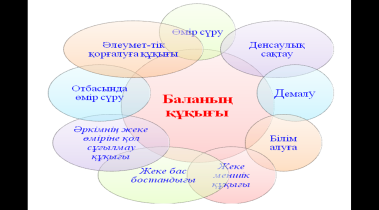 Өмір сүру
Денсаулық
сақтау
Демалу
Білім
алуға
Жеке
меншік
құқығы
Жеке бас
бостандығы
Әркімнің жеке
өміріне қол
сұғылмау
құқығы
Отбасында
өмір сүру
Әлеумет-тік
қорғалуға құқығы
Баланың
құқығы